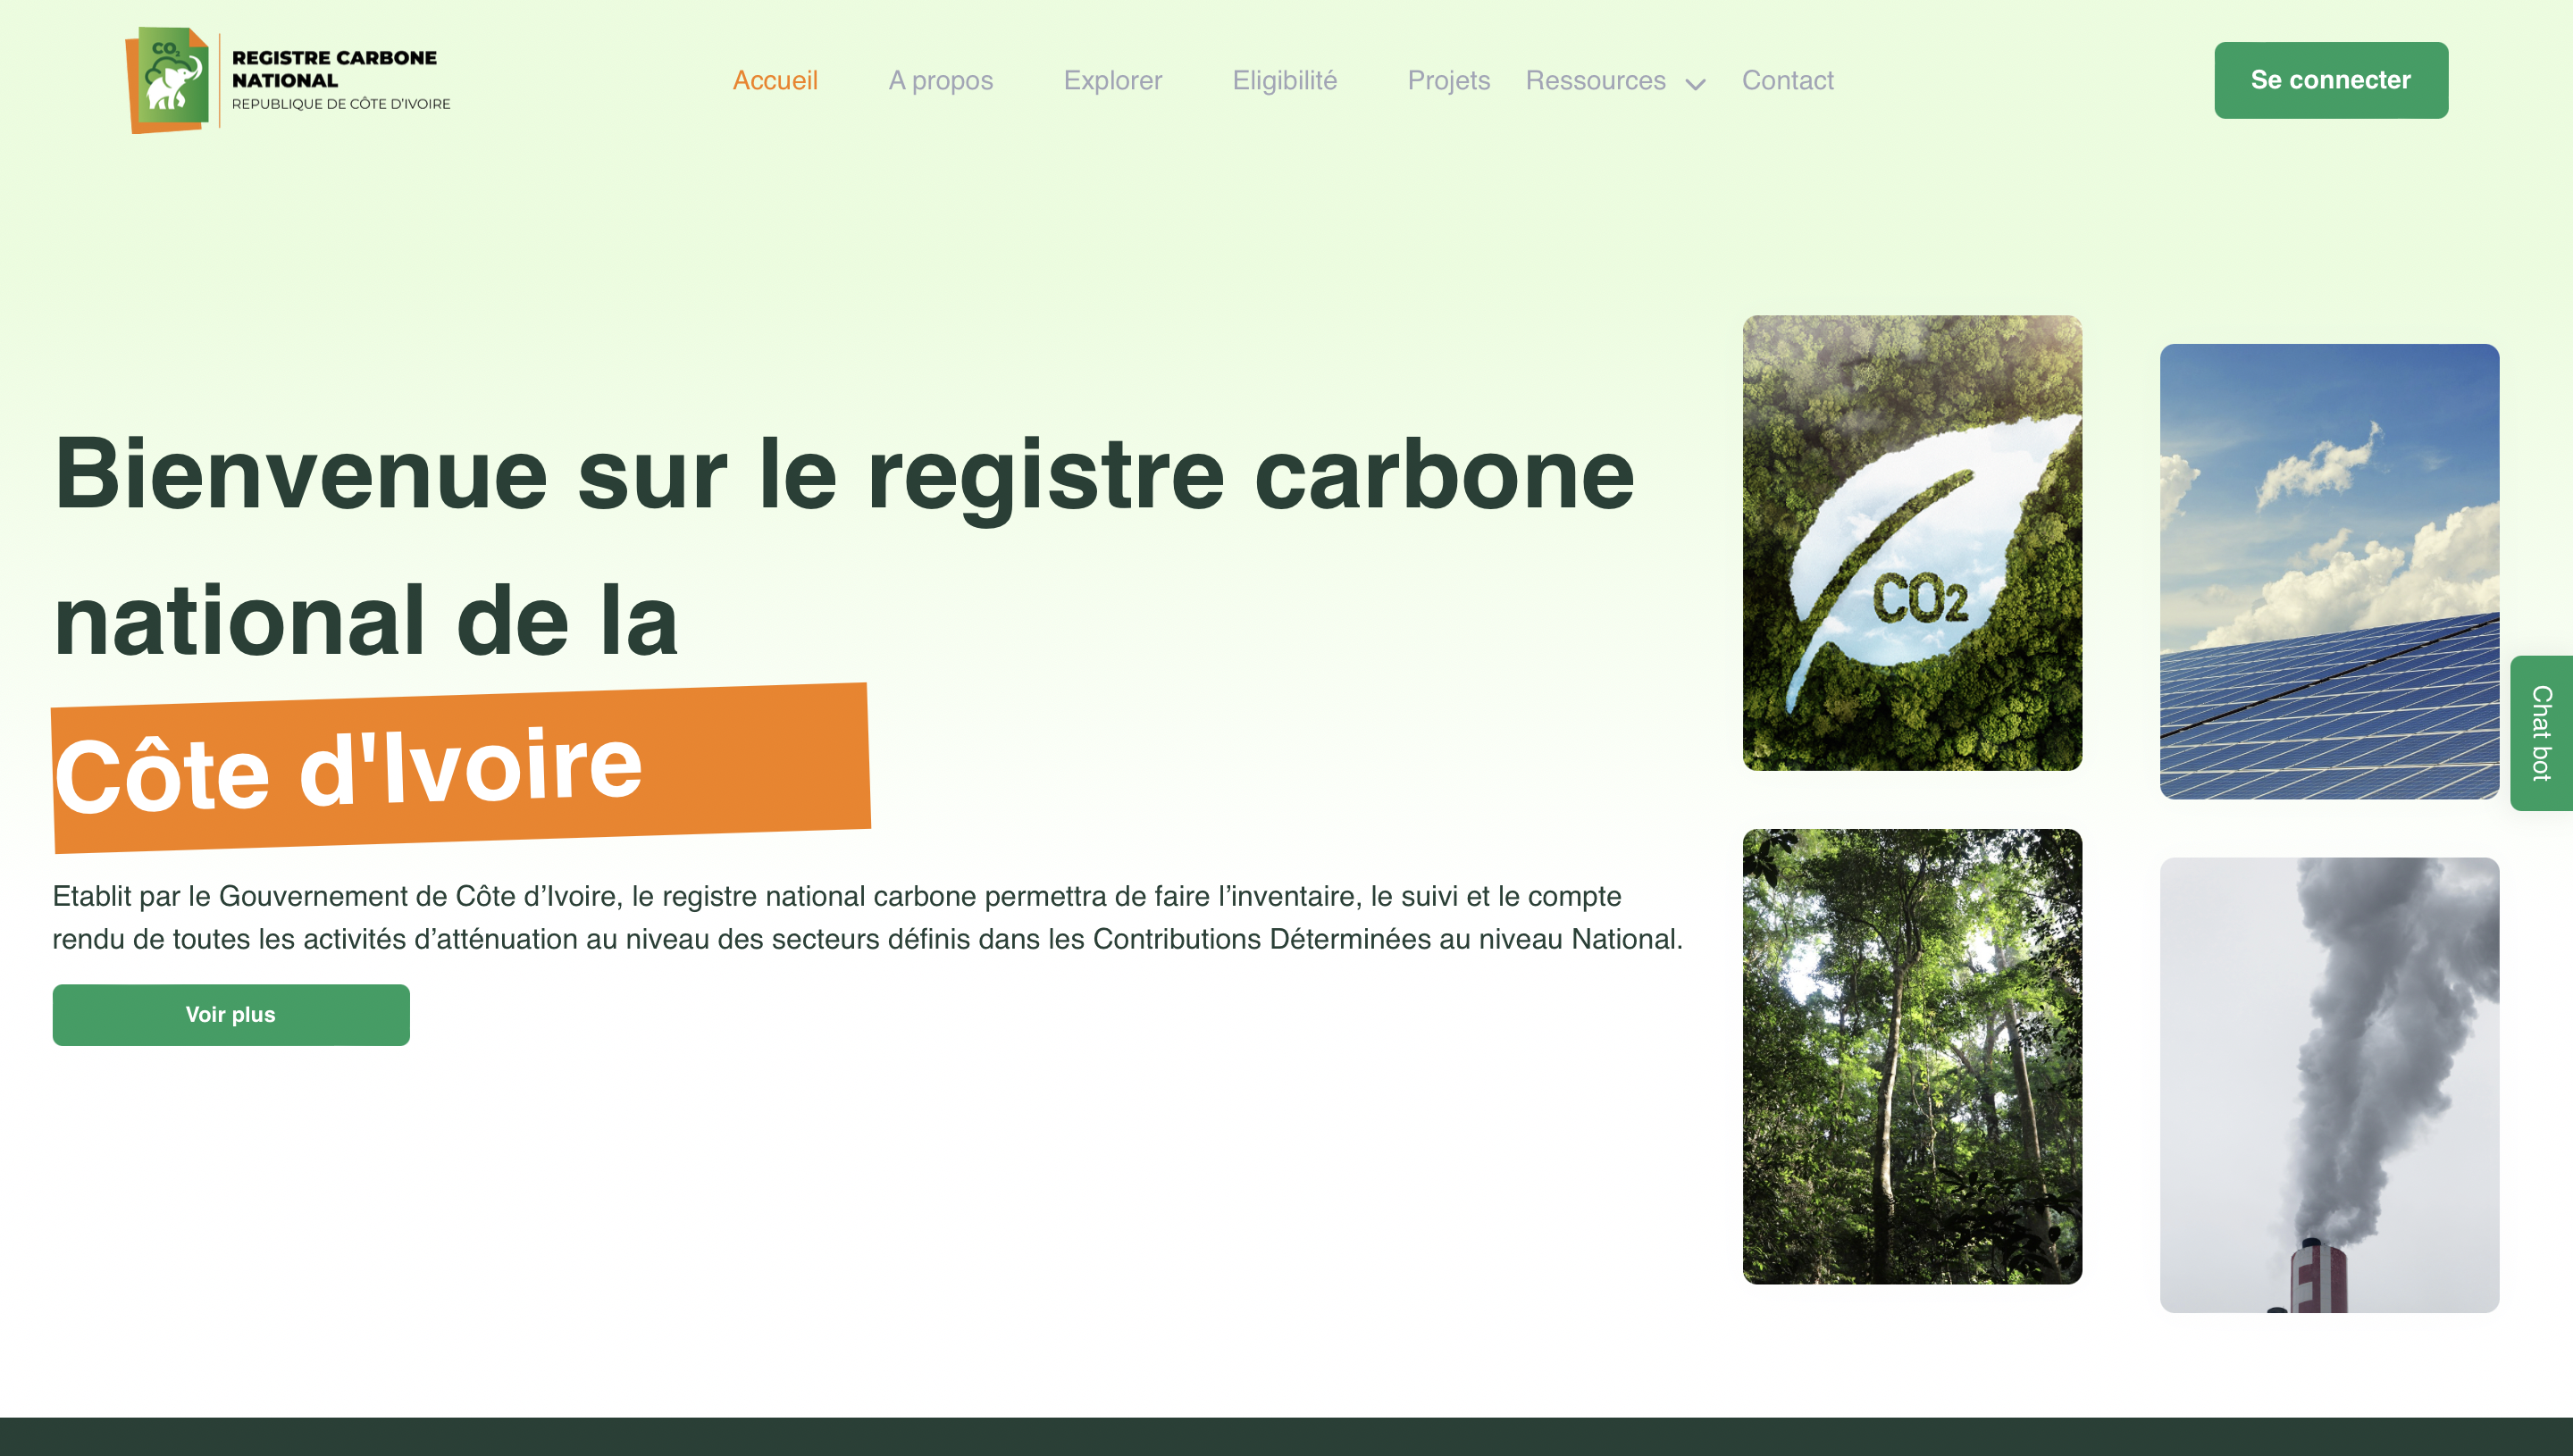 CO2
REGISTRE CARBONE
NATIONAL
REPUBLIQUE DE CÔTE D'IVOIRE
Accueil
A propos
Explorer
Eligibilité
Projets
Ressources
Contact
Se connecter
Bienvenue sur le registre carbone
national de la
Côte d'Ivoire
Etablit par le Gouvernement de Côte d’Ivoire, le registre national carbone permettra de faire l’inventaire, le suivi et le compte
rendu de toutes les activités d’atténuation au niveau des secteurs définis dans les Contributions Déterminées au niveau National.
Voir plus
CO2
Chat bot